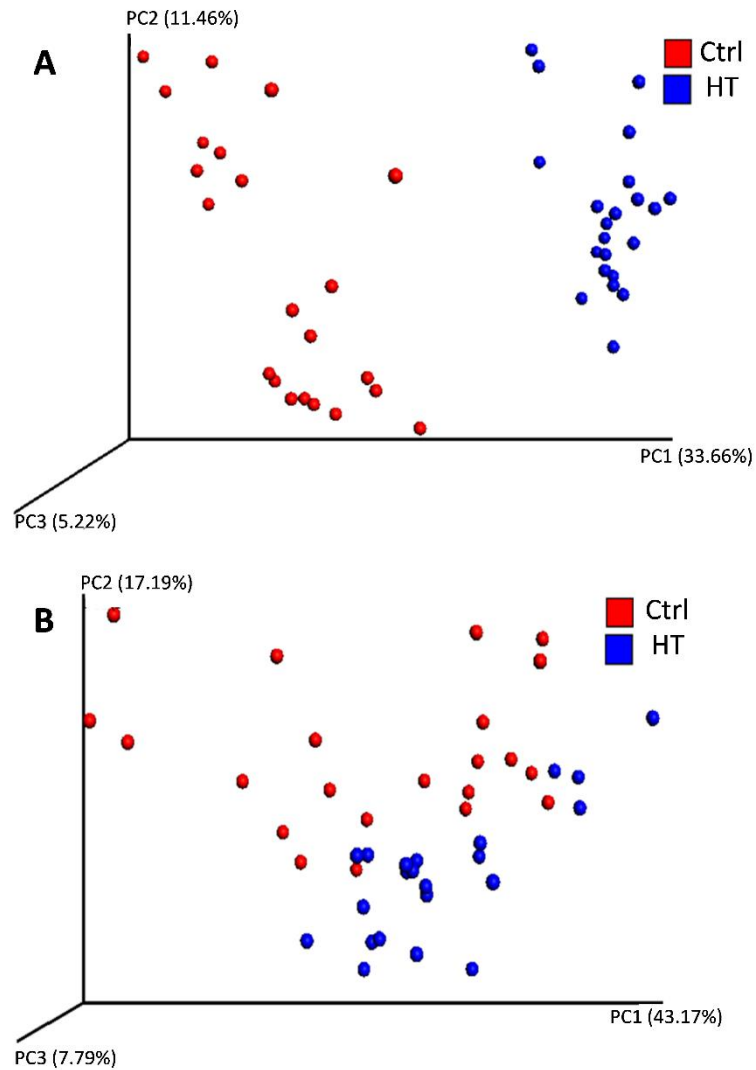 PC2 (11.46%)
A
Ctrl
HT
PC1 (33.66%)
PC3 (5.22%)
PC2 (17.19%)
B
Ctrl
HT
PC1 (43.17%)
PC3 (7.79%)